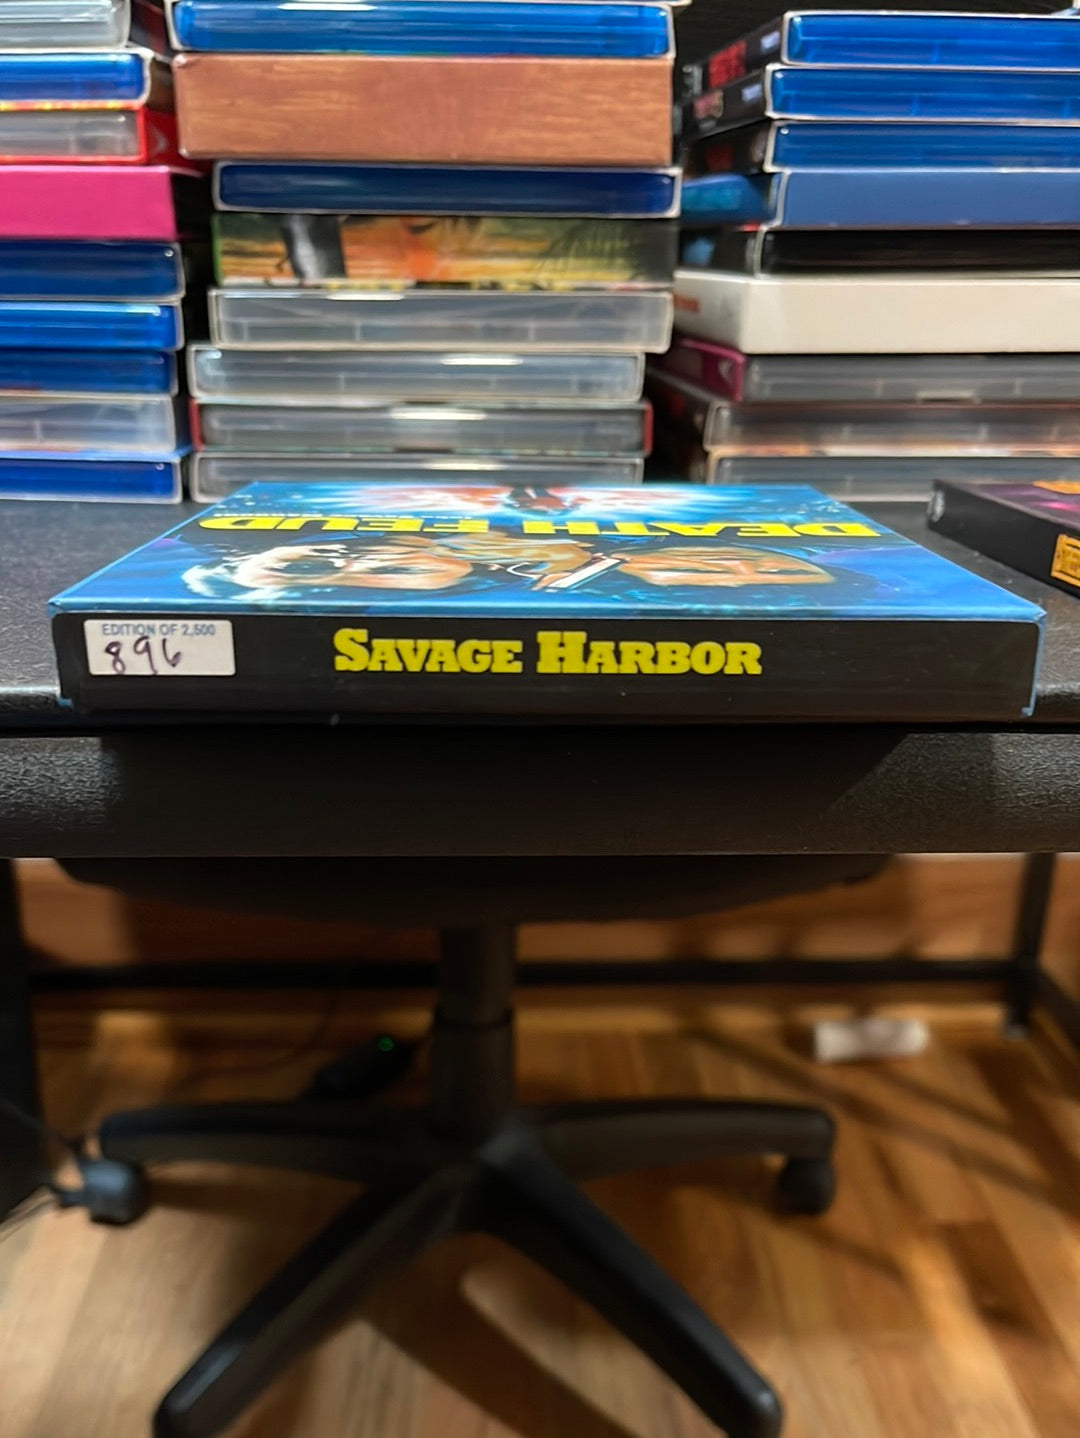 DEATH FEUD
EDITION OF 2,500
896
SAVAGE HARBOR